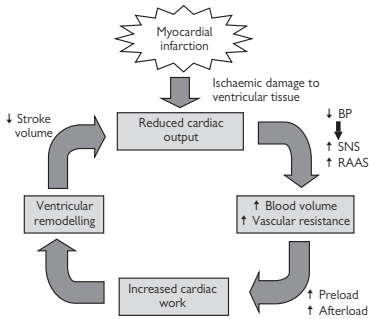 Myocardial
infarction
Ischaemic damage to
ventricular tissue
Reduced cardiac
output
↓ BP
↑ SNS
↑ RAAS
↑ Blood volume
↑ Vascular resistance
↑ Preload
↑ Afterload
Increased cardiac
work
Ventricular
remodelling
↓ Stroke
volume